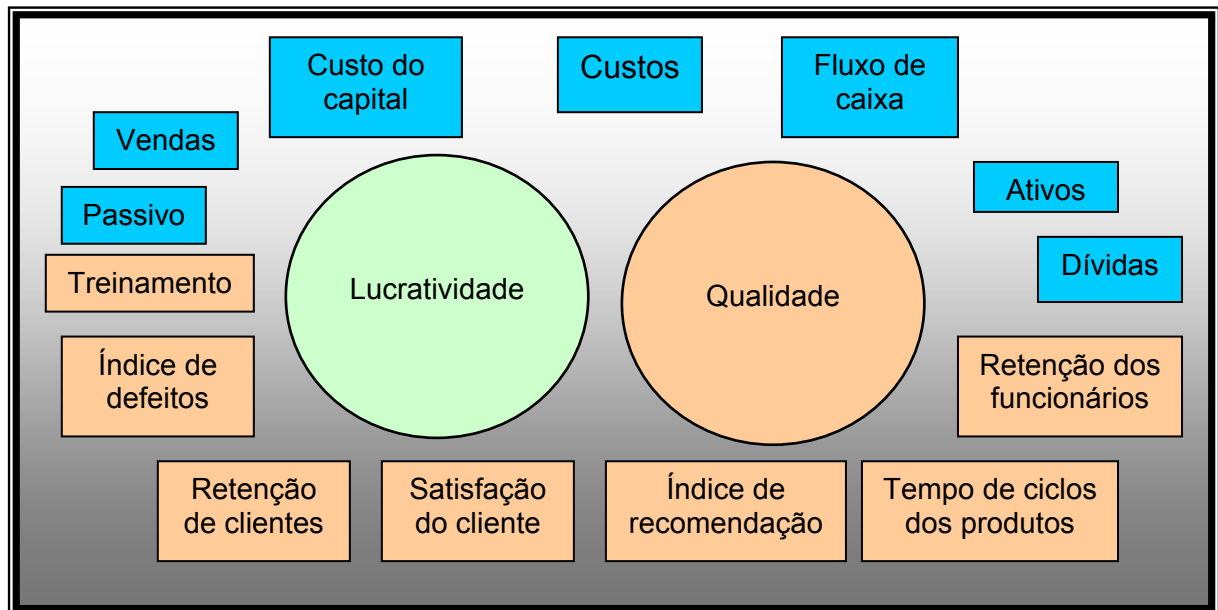 Custo do
capital
Custos
Fluxo de
caixa
Vendas
Ativos
Passivo
Dívidas
Treinamento
Lucratividade
Qualidade
Índice de
defeitos
Retenção dos
funcionários
Retenção
de clientes
Satisfação
do cliente
Índice de
recomendação
Tempo de ciclos
dos produtos